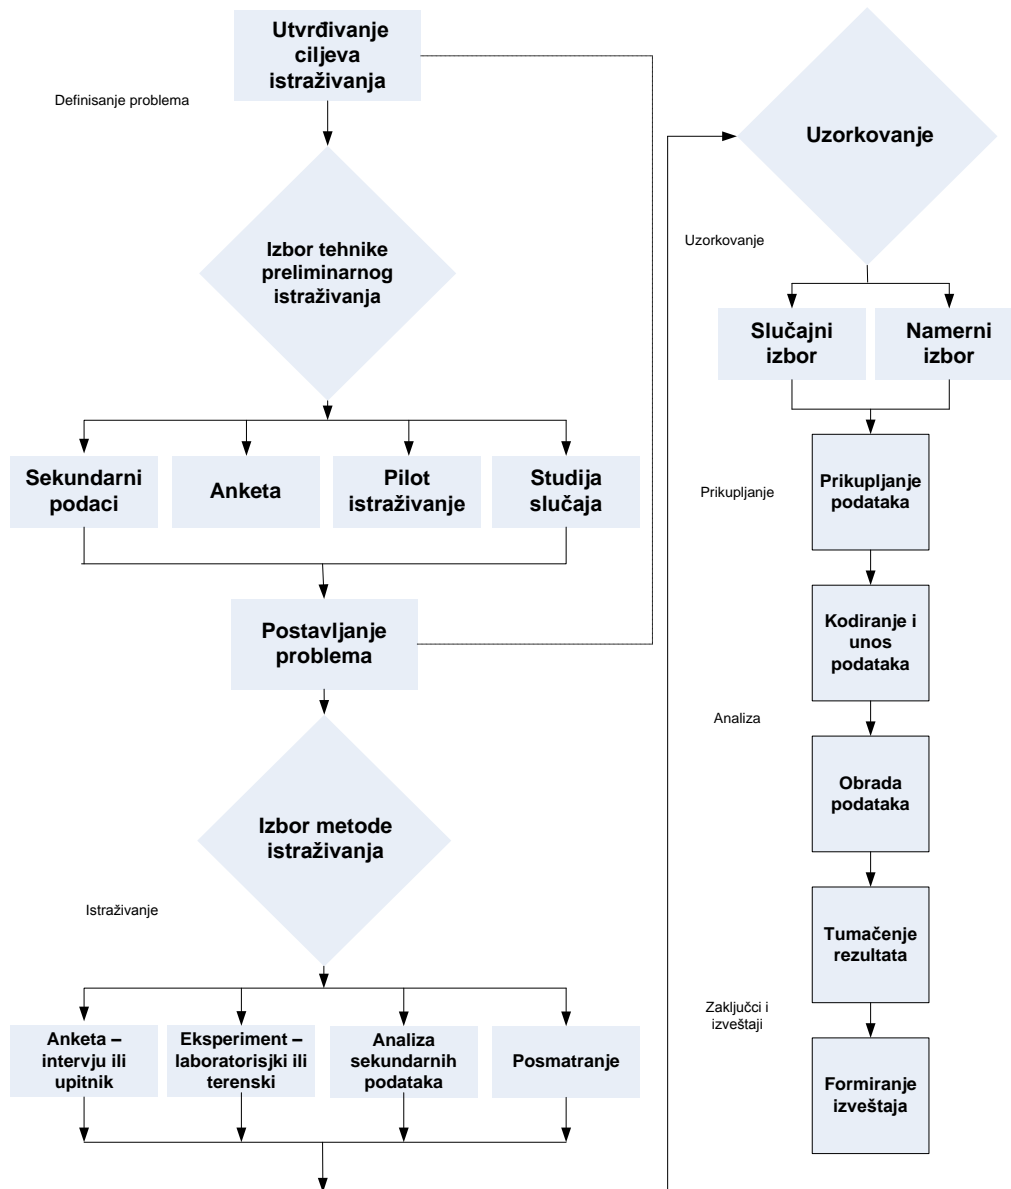 Utvrđivanje
ciljeva
istraživanja
Definisanje problema
Izbor tehnike
preliminarnog
istraživanja
Sekundarni
podaci
Anketa
Pilot
istraživanje
Studija
slučaja
Postavljanje
problema
Izbor metode
istraživanja
Istraživanje
Anketa –
intervju ili
upitnik
Eksperiment –
laboratorisjki ili
terenski
Analiza
sekundarnih
podataka
Posmatranje
Uzorkovanje
Uzorkovanje
Slučajni
izbor
Namerni
izbor
Prikupljanje
Prikupljanje
podataka
Kodiranje i
unos
podataka
Analiza
Obrada
podataka
Tumačenje
rezultata
Zaključci i
izveštaji
Formiranje
izveštaja